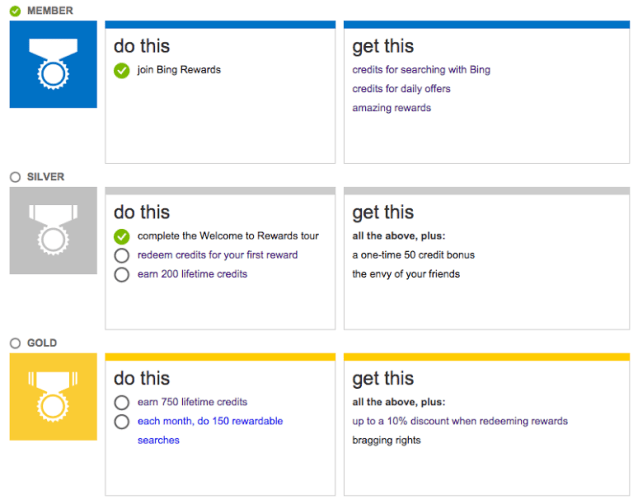 MEMBER
do this
join Bing Rewards
get this
credits for searching with Bing
credits for daily offers
amazing rewards
SILVER
do this
complete the Welcome to Rewards tour
redeem credits for your first reward
earn 200 lifetime credits
get this
all the above, plus:
a one-time 50 credit bonus
the envy of your friends
GOLD
do this
earn 750 lifetime credits
each month, do 150 rewardable
searches
get this
all the above, plus:
up to a 10% discount when redeeming rewards
bragging rights